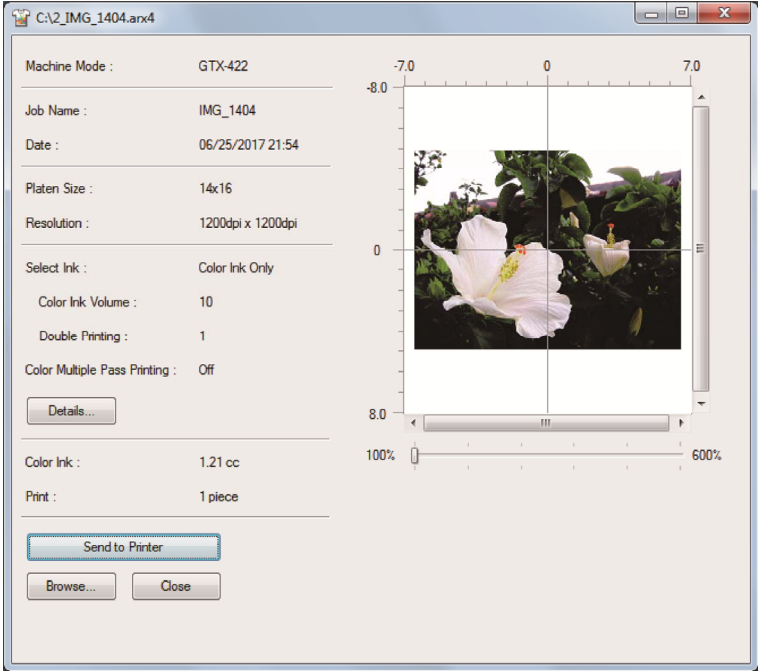 C:\2_IMG_1404.arx4
Machine Mode : GTX-422
Job Name : IMG_1404
Date : 06/25/2017 21:54
Platen Size : 14x16
Resolution : 1200dpi x 1200dpi
Select Ink : Color Ink Only
Color Ink Volume : 10
Double Printing : 1
Color Multiple Pass Printing : Off
Details...
Color Ink : 1.21 cc
Print : 1 piece
Send to Printer
Browse... Close
-7.0 0 7.0
-8.0
0
8.0
100% 600%